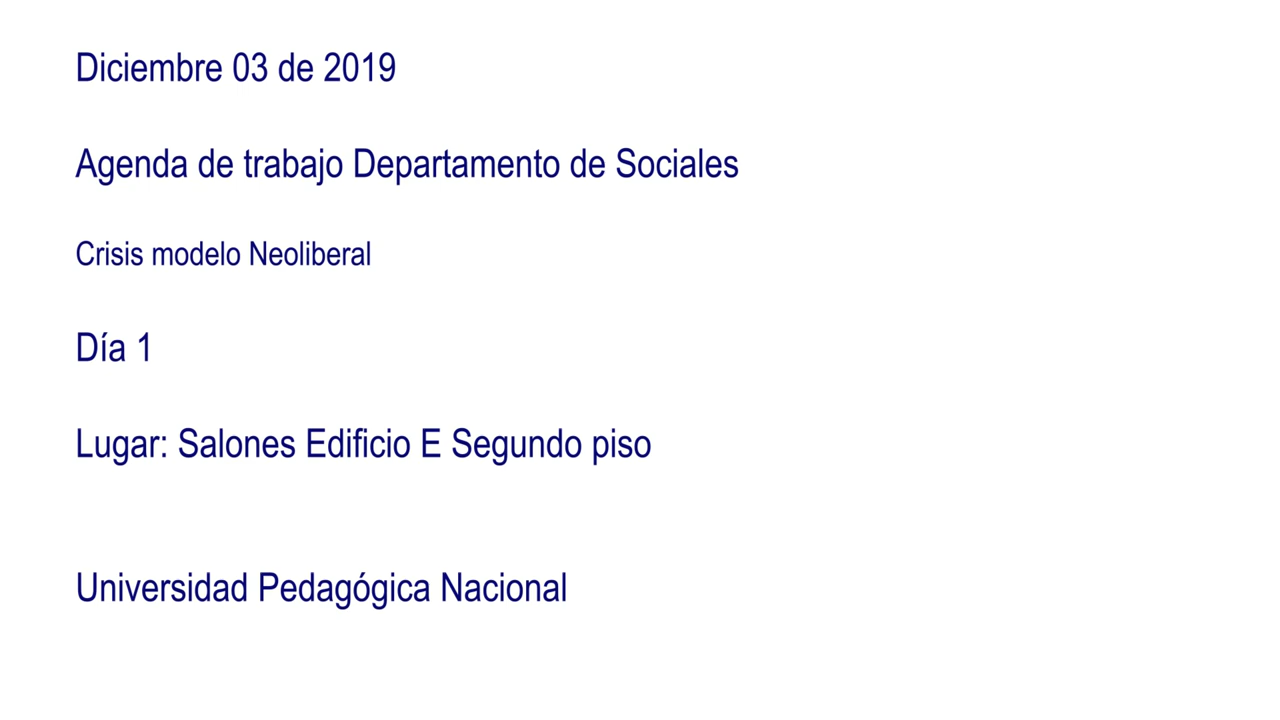 Diciembre 03 de 2019
Agenda de trabajo Departamento de Sociales
Crisis modelo Neoliberal
Día 1
Lugar: Salones Edificio E Segundo piso
Universidad Pedagógica Nacional